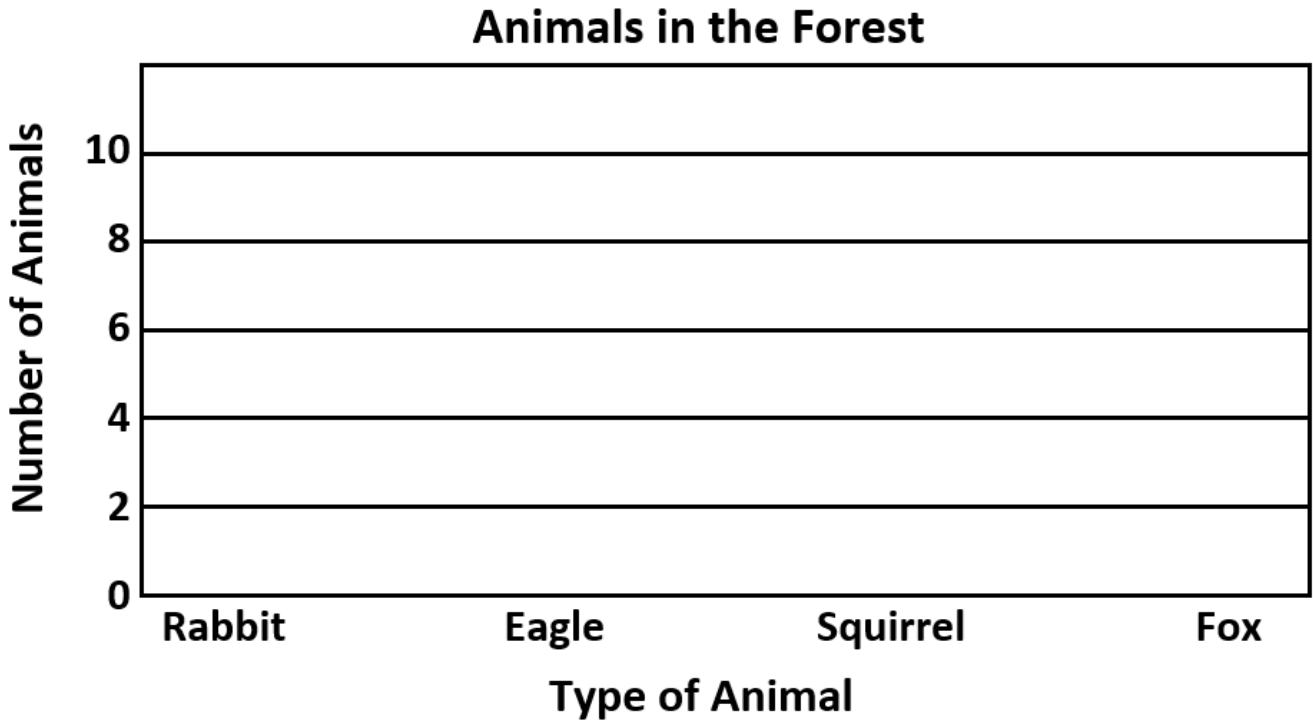 Animals in the Forest
Number of Animals
10
8
6
4
2
0
Rabbit Eagle Squirrel Fox
Type of Animal